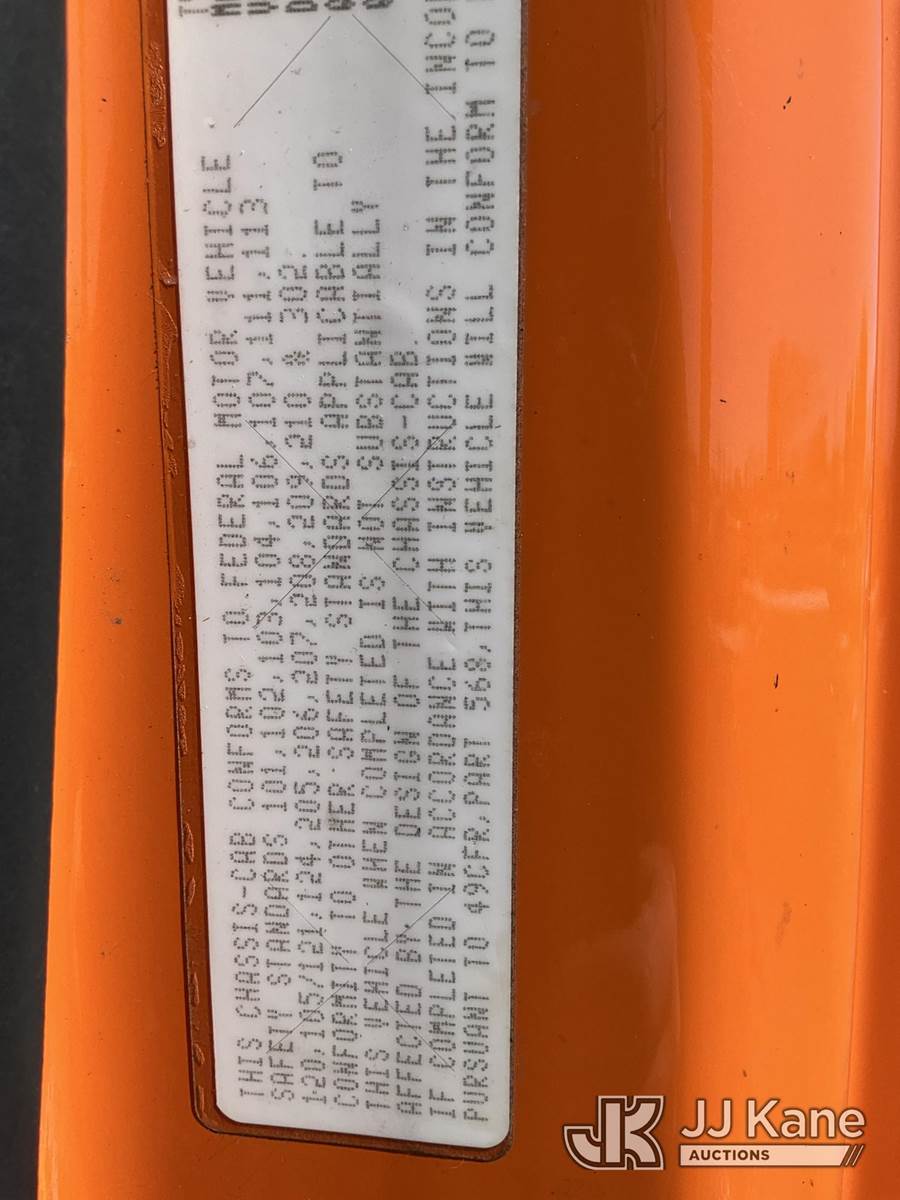 THIS CHASSIS-CAB CONFORMS TO FEDERAL MOTOR VEHICLE
SAFETY STANDARDS 101,102,103,104,106,107,111,113
120,105/121,124,205,206,207,208,209,210 * 302.
CONFORMITY TO OTHER SAFETY STANDARDS APPLICABLE TO
THIS VEHICLE WHEN COMPLETED IS NOT SUBSTANTIALLY
AFFECTED BY THE DESIGN OF THE CHASSIS-CAB.
IF COMPLETED IN ACCORDANCE WITH INSTRUCTIONS IN THE
PURSUANT TO 49CFR.PART 568,THIS VEHICLE WILL CONFORM TO
JK JJ Kane
AUCTIONS